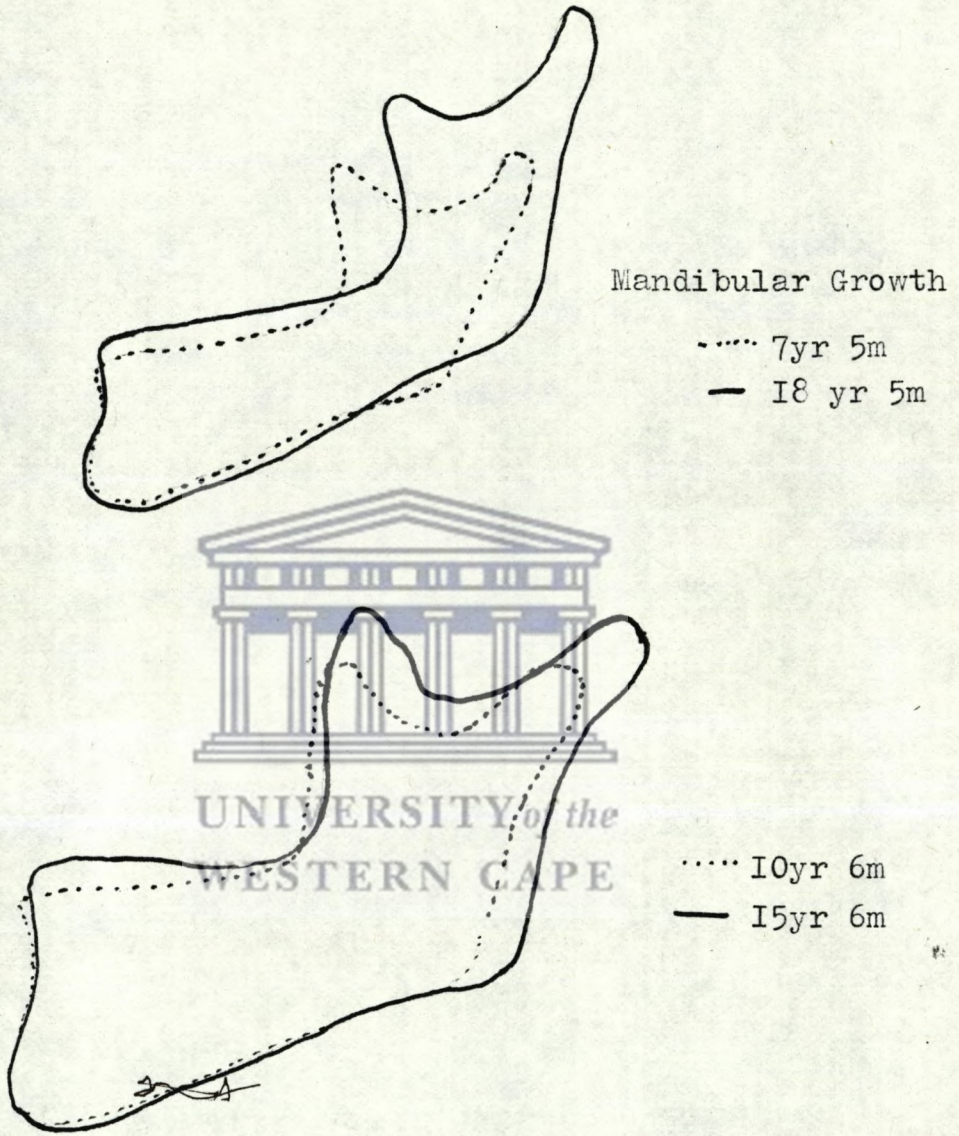 Mandibular Growth
...... 7yr 5m
— I8 yr 5m
UNIVERSITY of the
WESTERN CAPE
...... IOyr 6m
— I5yr 6m